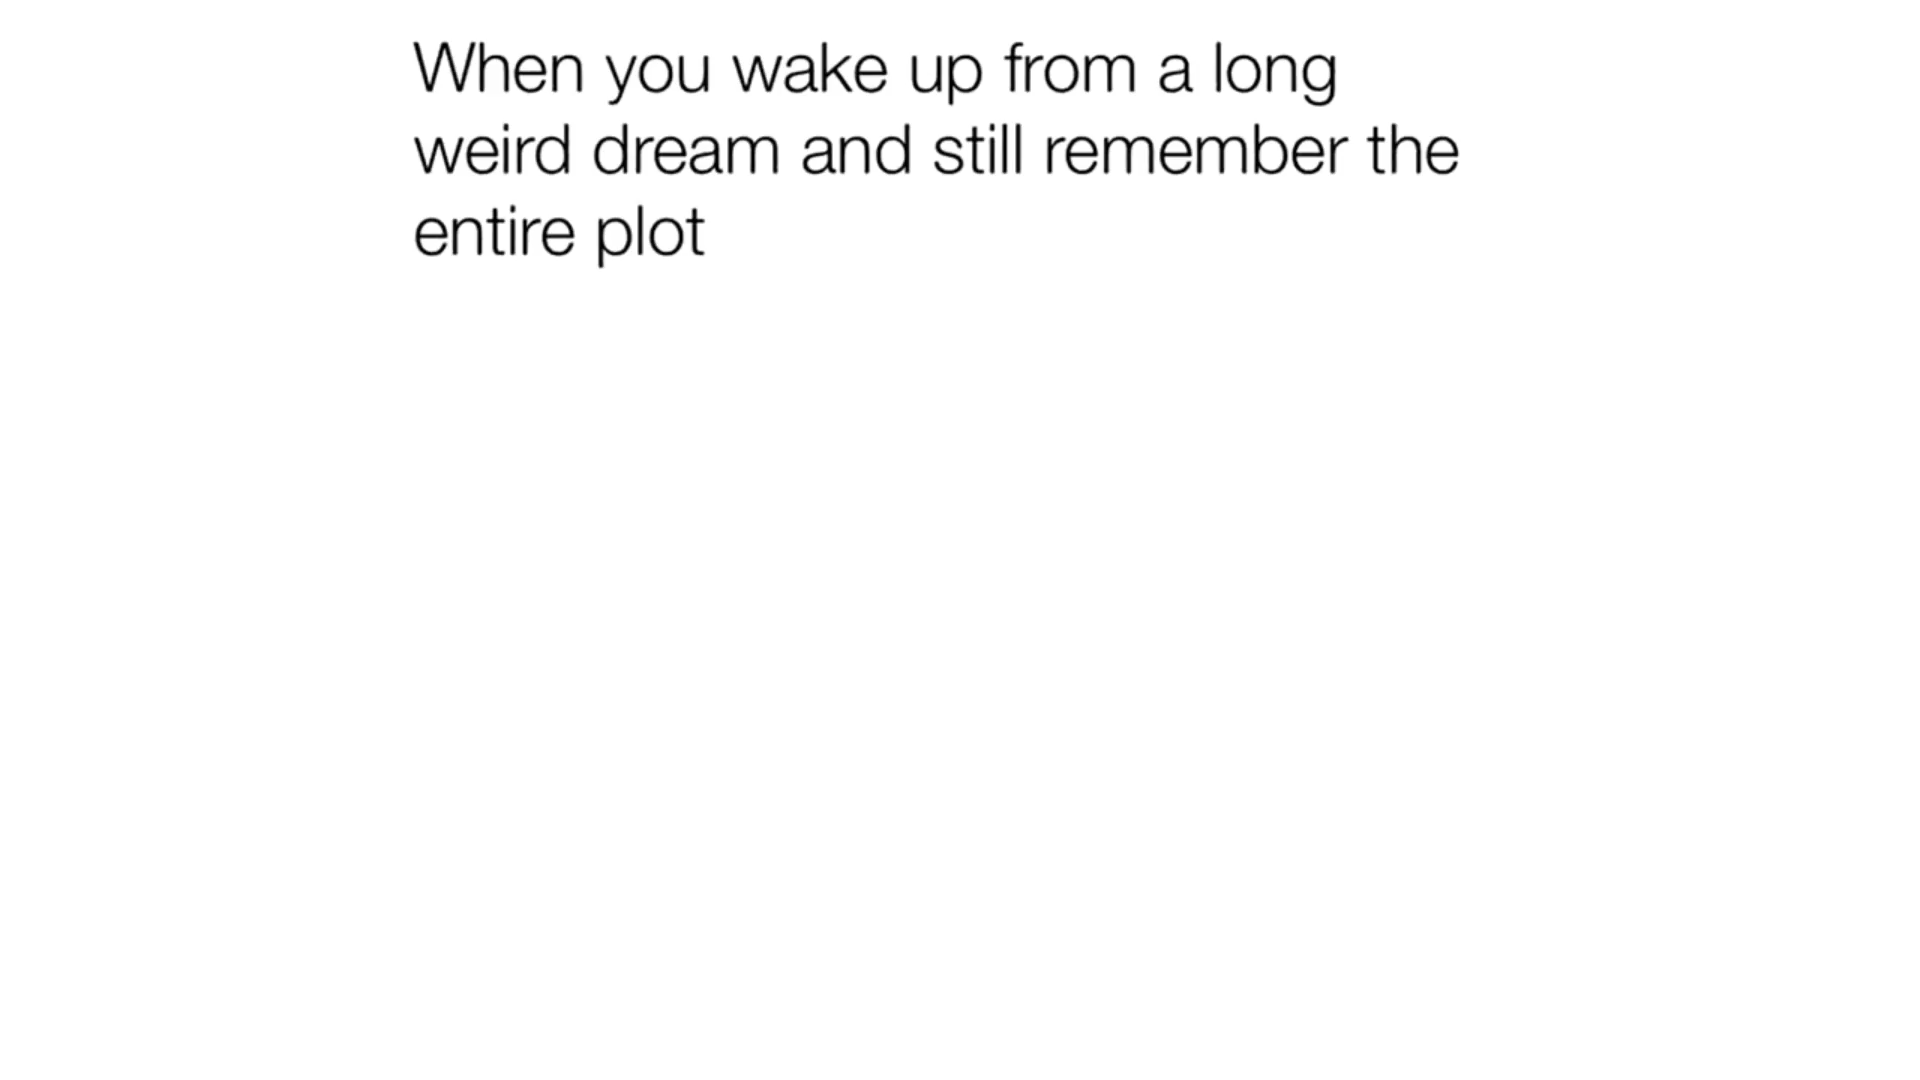 When you wake up from a long
weird dream and still remember the
entire plot